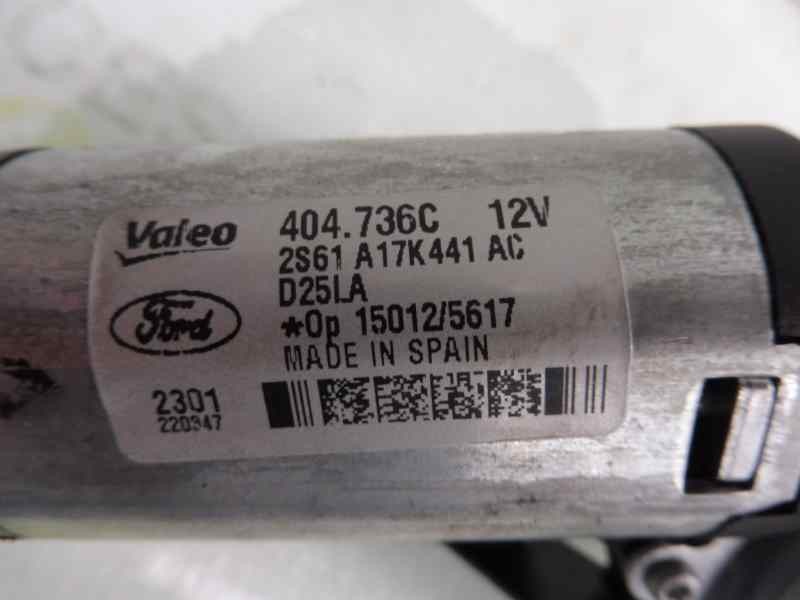 Valeo 404.736C 12V
2S61 A17K441 AC
D25LA
Ford
*Op 15012/5617
MADE IN SPAIN
2301
220347